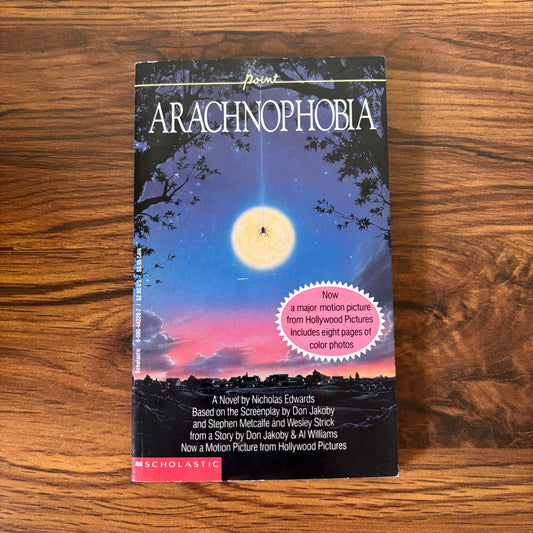 point
ARACHNOPHOBIA
Now
a major motion picture
from Hollywood Pictures
Includes eight pages of
color photos
A Novel by Nicholas Edwards
Based on the Screenplay by Don Jakoby
and Stephen Metcalfe and Wesley Strick
from a Story by Don Jakoby & Al Williams
Now a Motion Picture from Hollywood Pictures
SCHOLASTIC